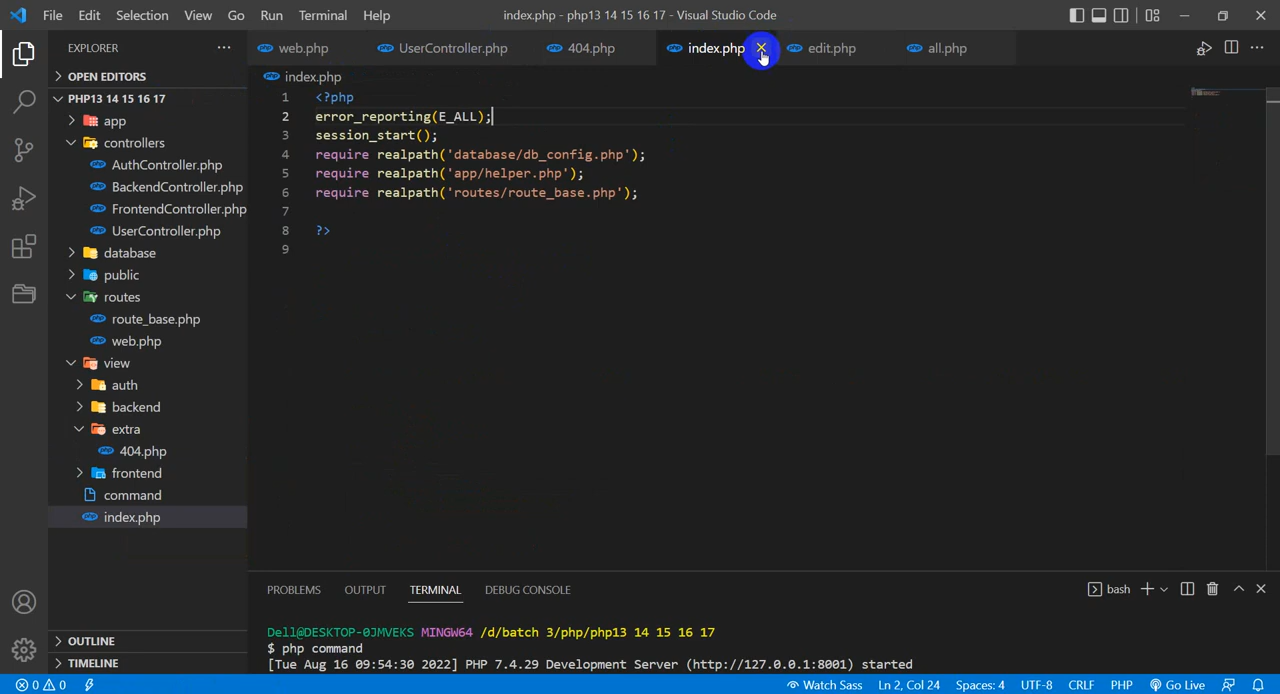 File Edit Selection View Go Run Terminal Help
index.php - php13 14 15 16 17 - Visual Studio Code
EXPLORER
web.php
UserController.php
404.php
index.php
edit.php
all.php
OPEN EDITORS
PHP13 14 15 16 17
app
controllers
AuthController.php
BackendController.php
FrontendController.php
UserController.php
database
public
routes
route_base.php
web.php
view
auth
backend
extra
404.php
frontend
command
index.php
OUTLINE
TIMELINE
index.php
1 <?php
2 error_reporting(E_ALL);
3 session_start();
4 require realpath('database/db_config.php');
5 require realpath('app/helper.php');
6 require realpath('routes/route_base.php');
7
8 ?>
9
PROBLEMS OUTPUT TERMINAL DEBUG CONSOLE
bash
Dell@DESKTOP-0JMVEKS MINGW64 /d/batch 3/php/php13 14 15 16 17
$ php command
[Tue Aug 16 09:54:30 2022] PHP 7.4.29 Development Server (http://127.0.0.1:8001) started
0 0
Watch Sass Ln 2, Col 24 Spaces: 4 UTF-8 CRLF PHP Go Live